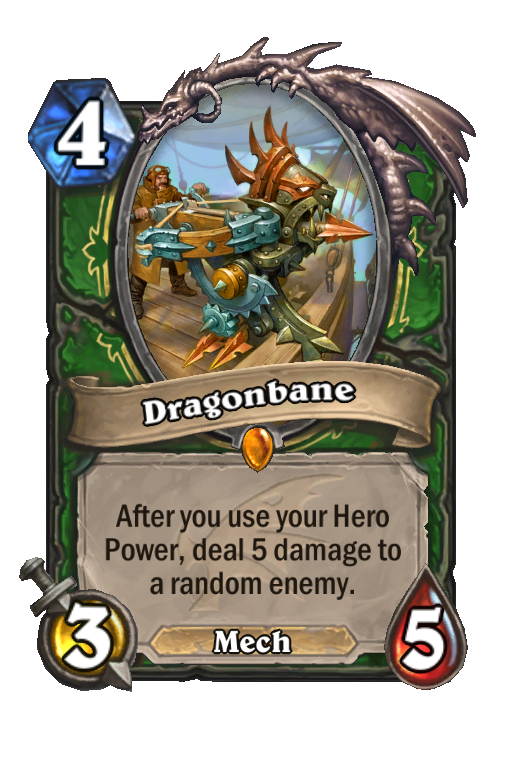 4
Dragonbane
After you use your Hero
Power, deal 5 damage to
a random enemy.
3
Mech
5